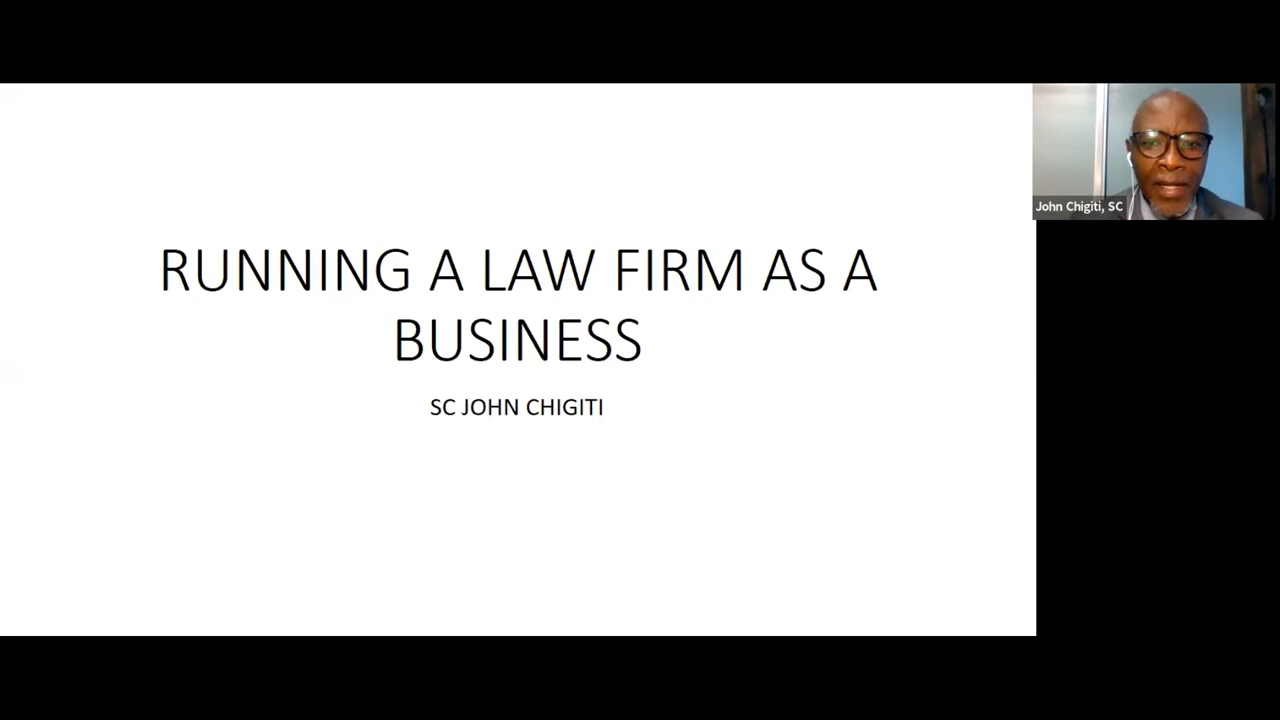 RUNNING A LAW FIRM AS A
BUSINESS
SC JOHN CHIGITI
John Chigiti, SC